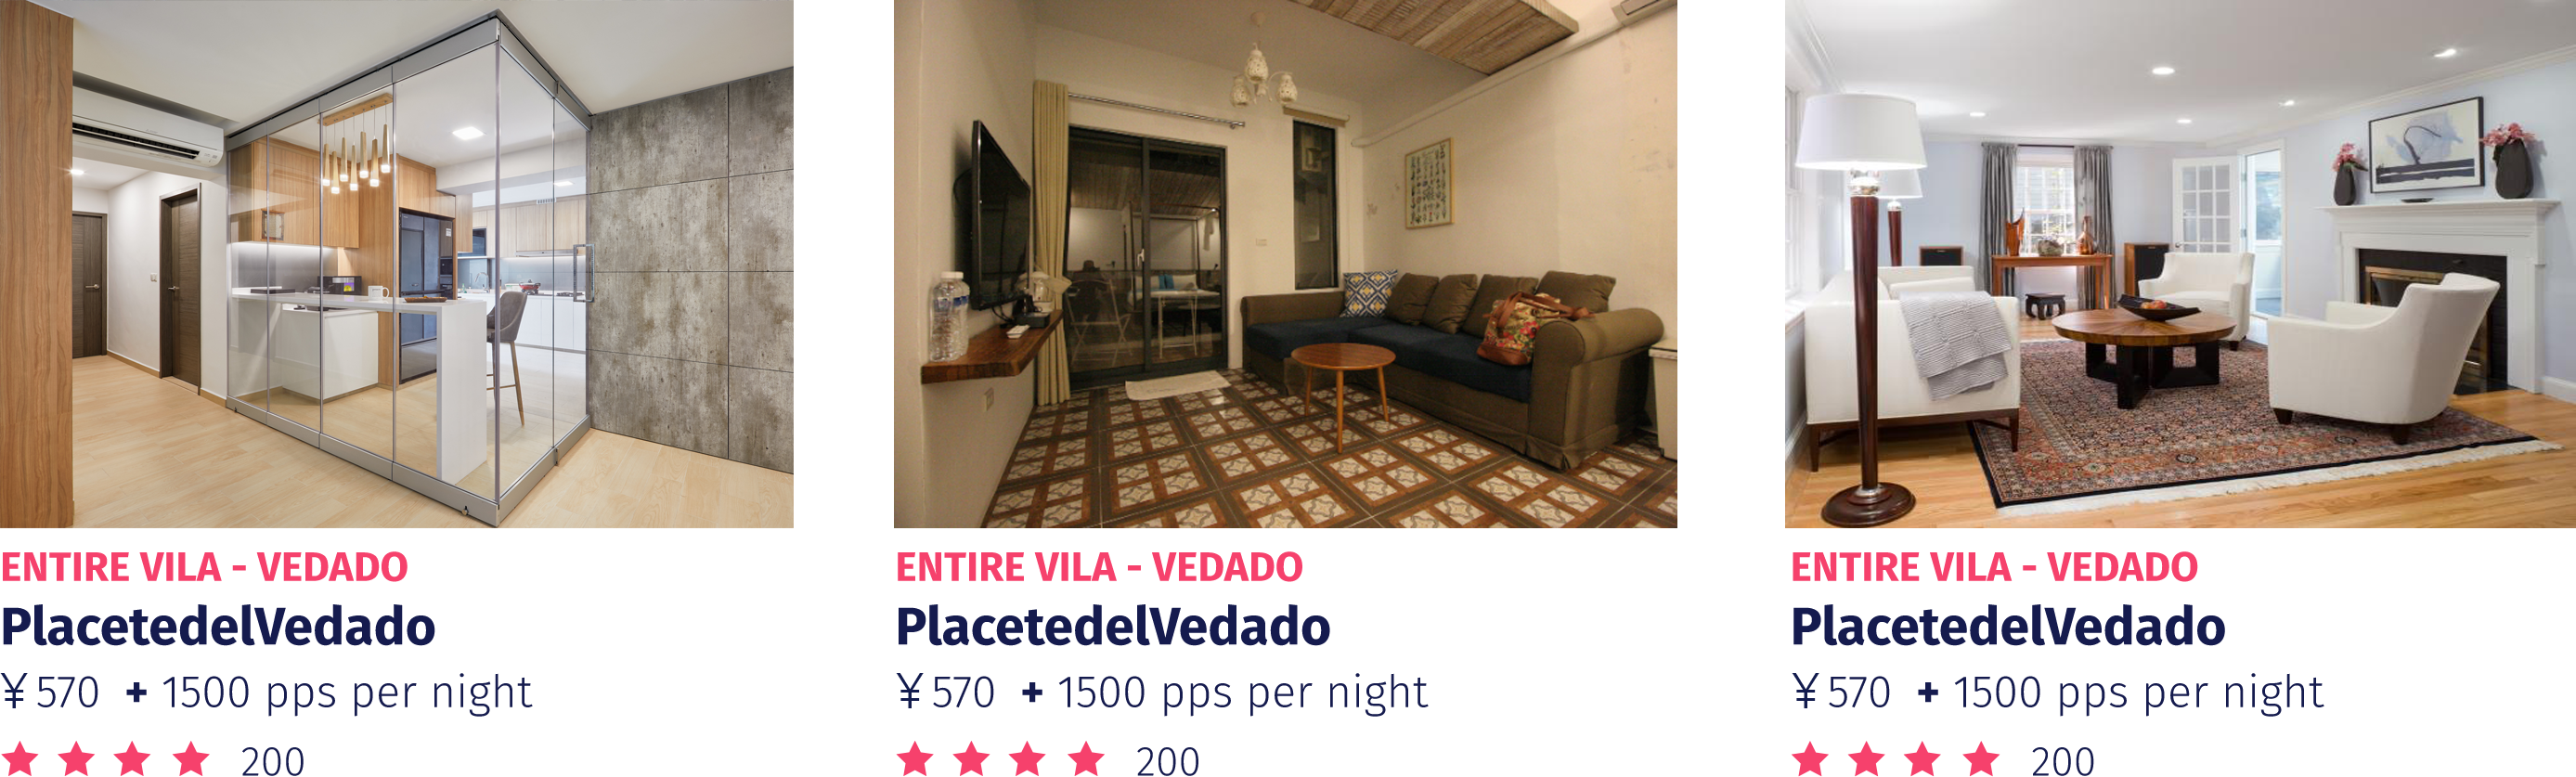 ENTIRE VILA - VEDADO
PlacetedelVedado
¥ 570 + 1500 pps per night
200
ENTIRE VILA - VEDADO
PlacetedelVedado
¥ 570 + 1500 pps per night
200
ENTIRE VILA - VEDADO
PlacetedelVedado
¥ 570 + 1500 pps per night
200